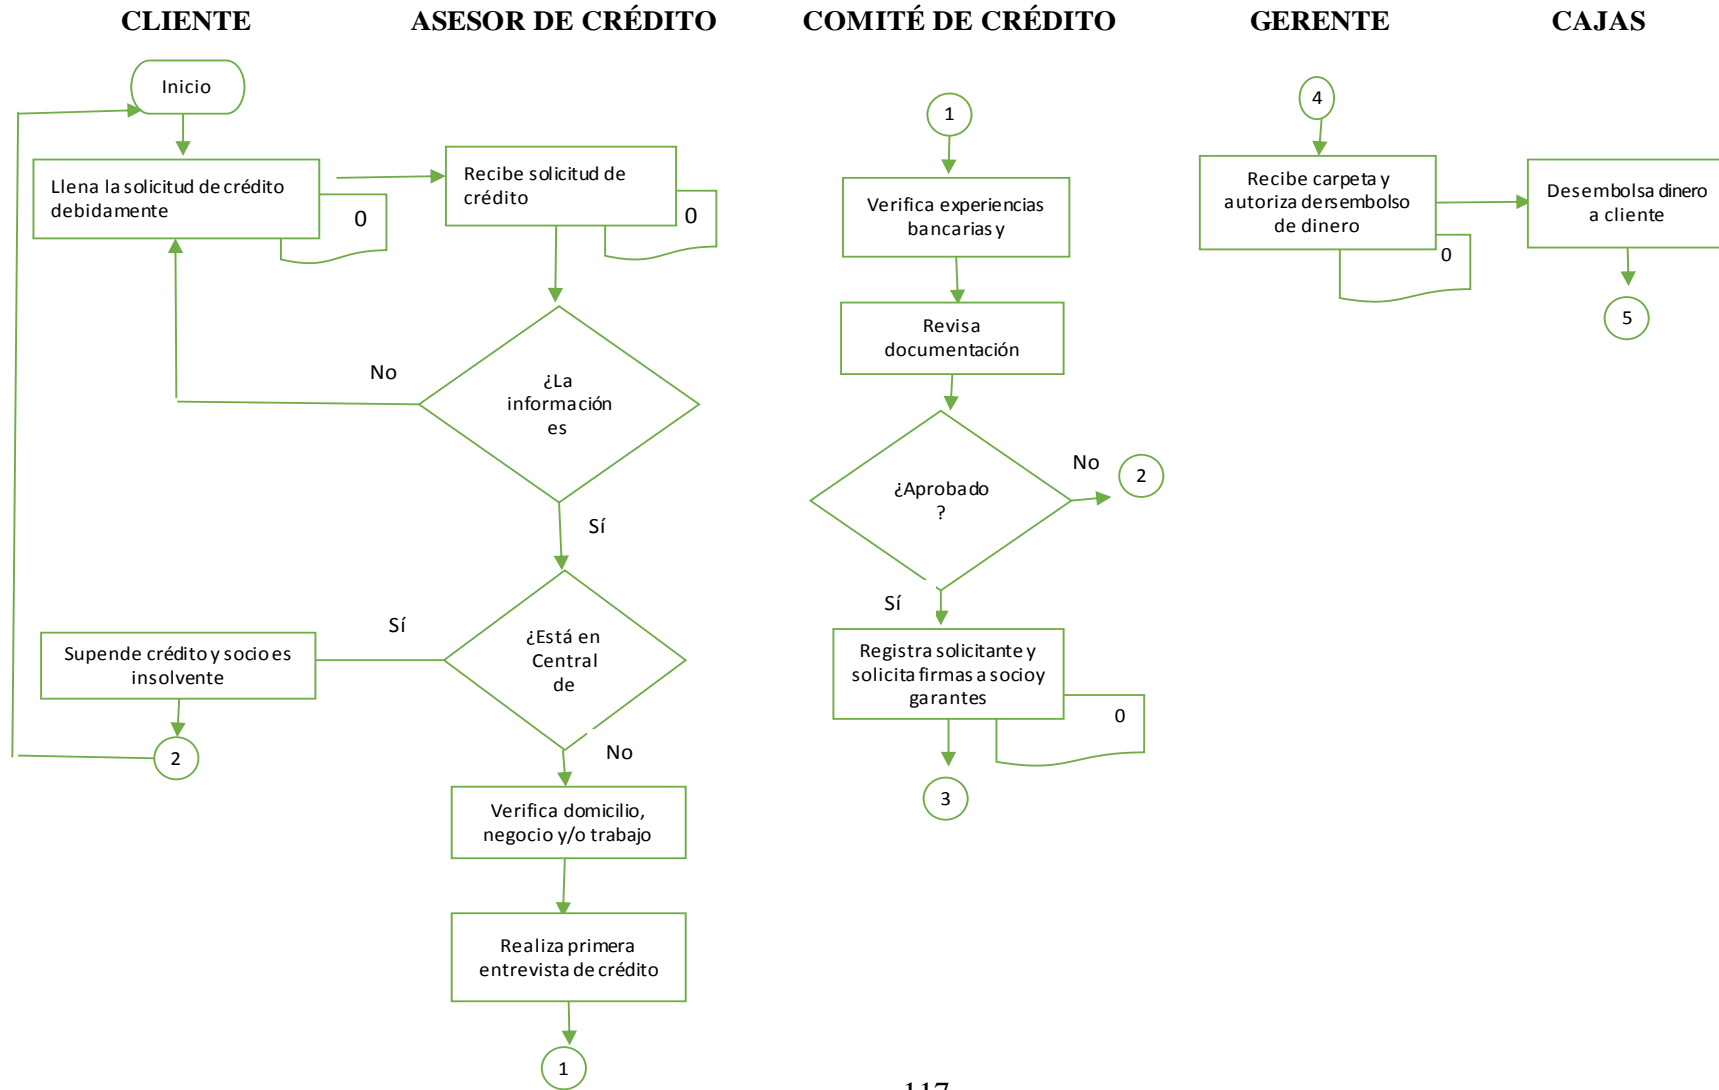 CLIENTE
ASESOR DE CRÉDITO
COMITÉ DE CRÉDITO
GERENTE
CAJAS
Inicio
Llena la solicitud de crédito
debidamente
0
Recibe solicitud de
crédito
0
¿La
información
es
No
Sí
¿Está en
Central
de
Sí
Supende crédito y socio es
insolvente
2
No
Verifica domicilio,
negocio y/o trabajo
Realiza primera
entrevista de crédito
1
1
Verifica experiencias
bancarias y
Revisa
documentación
¿Aprobado
?
No
2
Sí
Registra solicitante y
solicita firmas a socio y
garantes
0
3
4
Recibe carpeta y
autoriza dersembolso
de dinero
0
Desembolsa dinero
a cliente
5
117